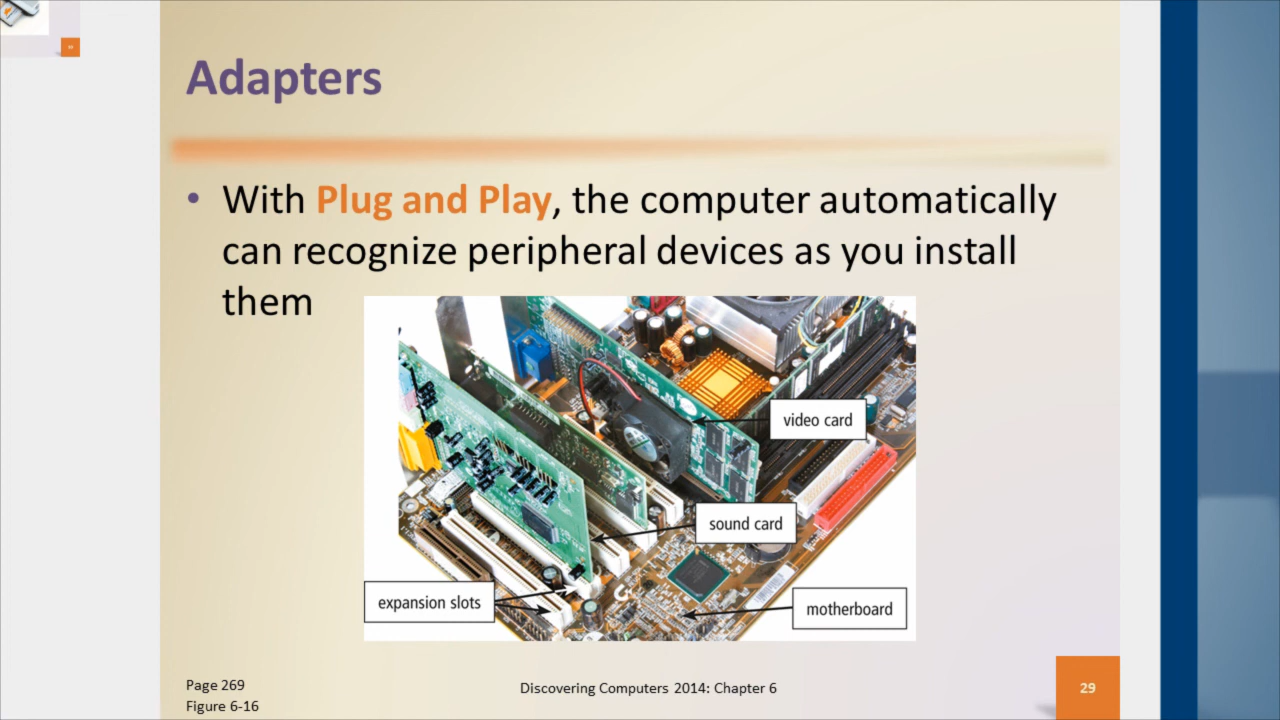 Adapters
• With Plug and Play, the computer automatically
can recognize peripheral devices as you install
them
video card
sound card
expansion slots
motherboard
Page 269
Figure 6-16
Discovering Computers 2014: Chapter 6
29